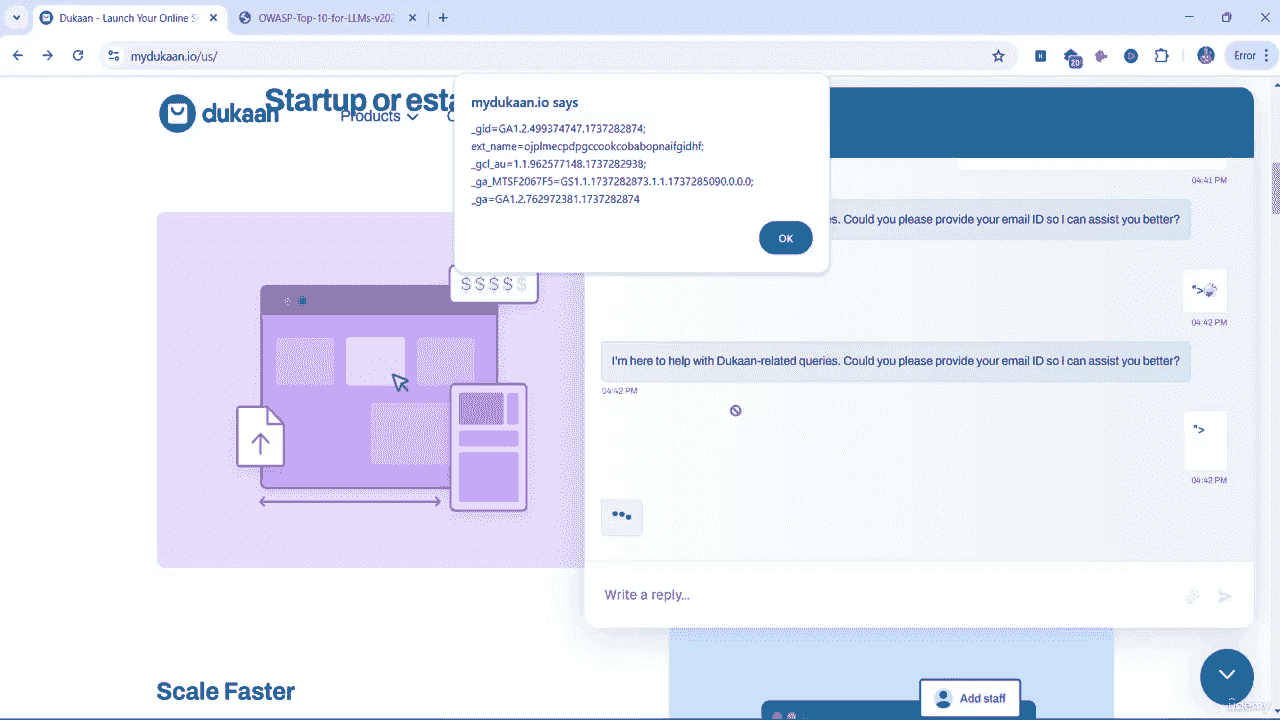 Dukaan - Launch Your Online S
OWASP-Top-10-for-LLMs-v202
mydukaan.io/us/
20
Error
dukaan
Startup or esta
Products
mydukaan.io says
_gid=GA1.2.499374747.1737282874;
ext_name=ojplmecpdpgccookcobabopnaifgidhf;
_gcl_au=1.1.962577148.1737282938;
_ga_MTSF2067F5=GS1.1.1737282873.1.1.1737285090.0.0.0;
_ga=GA1.2.762972381.1737282874
OK
04:41 PM
es. Could you please provide your email ID so I can assist you better?
">
04:42 PM
I'm here to help with Dukaan-related queries. Could you please provide your email ID so I can assist you better?
04:42 PM
">
04:42 PM
$$$$$
Write a reply...
Scale Faster
Add staff
Udemy